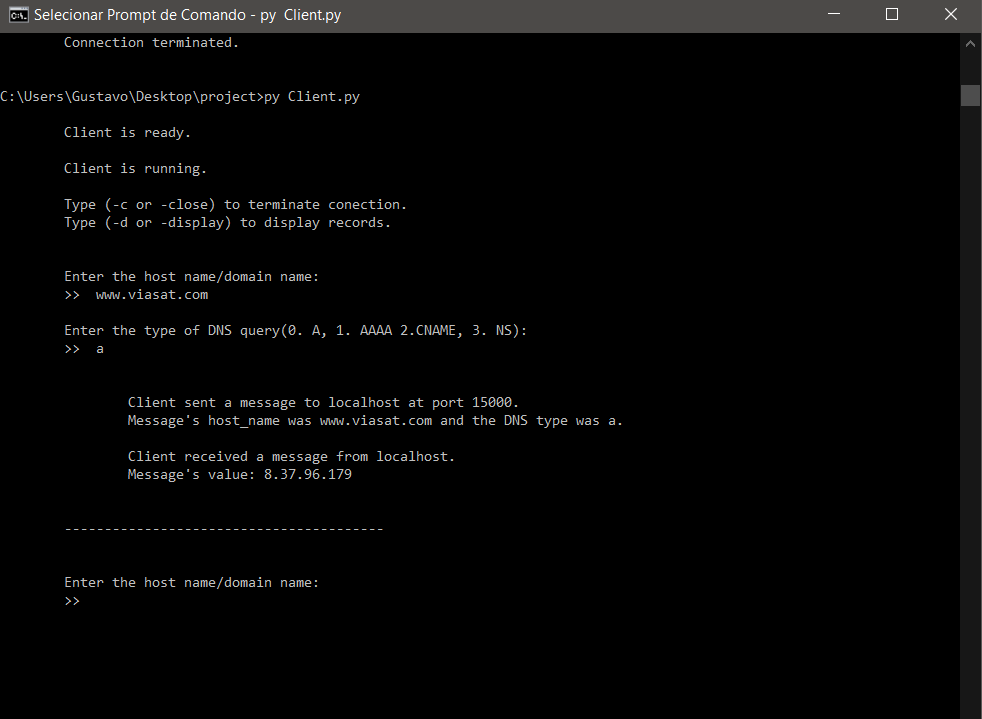 Selecionar Prompt de Comando - py  Client.py
Connection terminated.
C:\Users\Gustavo\Desktop\project>py Client.py
Client is ready.
Client is running.
Type (-c or -close) to terminate conection.
Type (-d or -display) to display records.
Enter the host name/domain name:
>>  www.viasat.com
Enter the type of DNS query(0. A, 1. AAAA 2.CNAME, 3. NS):
>>  a
Client sent a message to localhost at port 15000.
Message's host_name was www.viasat.com and the DNS type was a.
Client received a message from localhost.
Message's value: 8.37.96.179
----------------------------------------
Enter the host name/domain name:
>>